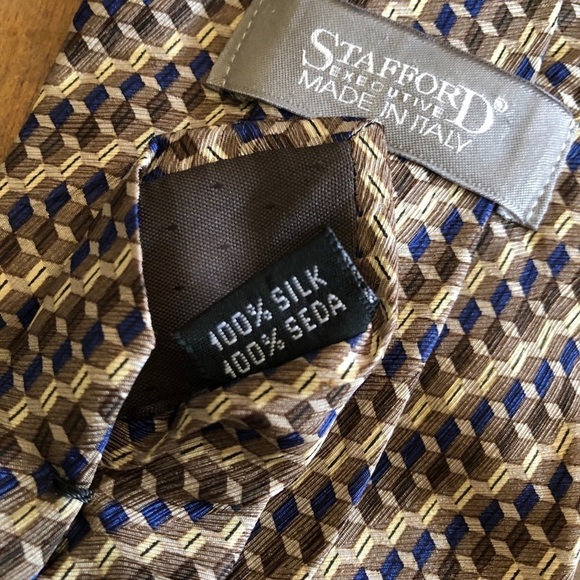 STAFFORD®
EXECUTIVE
MADE IN ITALY
100% SILK
100% SEDA